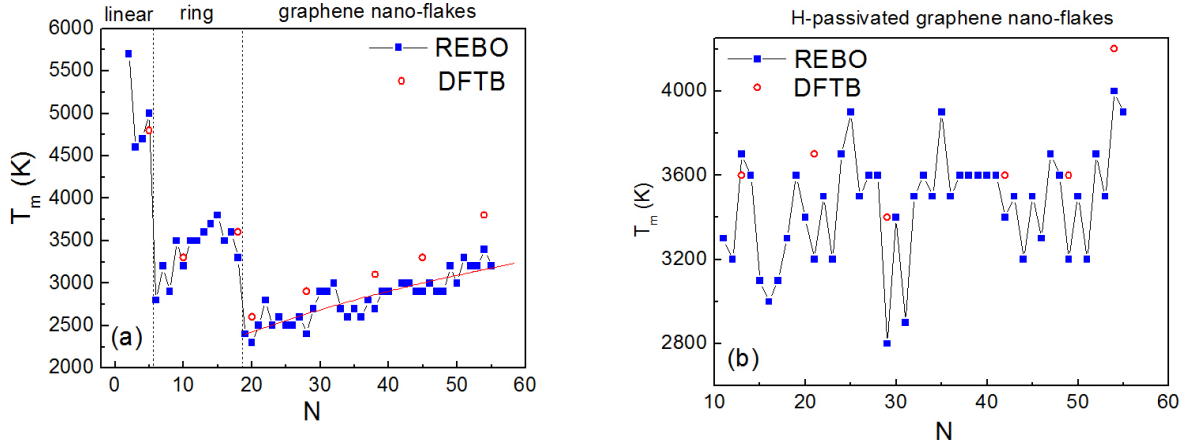 linear ring graphene nano-flakes
6000
5500
5000
4500
4000
3500
3000
2500
2000
Tm (K)
REBO
DFTB
(a)
0 10 20 30 40 50 60
N
H-passivated graphene nano-flakes
4000
3600
3200
2800
Tm (K)
REBO
DFTB
(b)
10 20 30 40 50 60
N